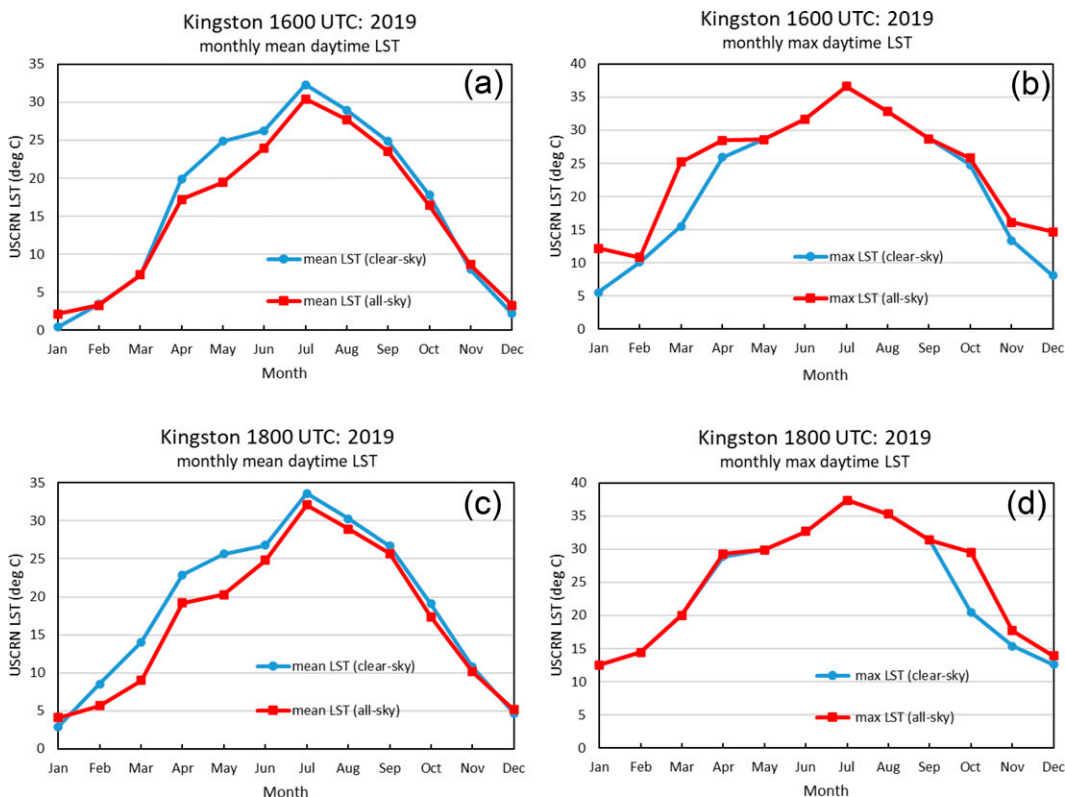 Kingston 1600 UTC: 2019
monthly mean daytime LST
(a)
USCRN LST (deg C)
35
30
25
20
15
10
5
0
mean LST (clear-sky)
mean LST (all-sky)
Jan Feb Mar Apr May Jun Jul Aug Sep Oct Nov Dec
Month
Kingston 1600 UTC: 2019
monthly max daytime LST
(b)
USCRN LST (deg C)
40
35
30
25
20
15
10
5
0
max LST (clear-sky)
max LST (all-sky)
Jan Feb Mar Apr May Jun Jul Aug Sep Oct Nov Dec
Month
Kingston 1800 UTC: 2019
monthly mean daytime LST
(c)
USCRN LST (deg C)
35
30
25
20
15
10
5
0
mean LST (clear-sky)
mean LST (all-sky)
Jan Feb Mar Apr May Jun Jul Aug Sep Oct Nov Dec
Month
Kingston 1800 UTC: 2019
monthly max daytime LST
(d)
USCRN LST (deg C)
40
35
30
25
20
15
10
5
0
max LST (clear-sky)
max LST (all-sky)
Jan Feb Mar Apr May Jun Jul Aug Sep Oct Nov Dec
Month